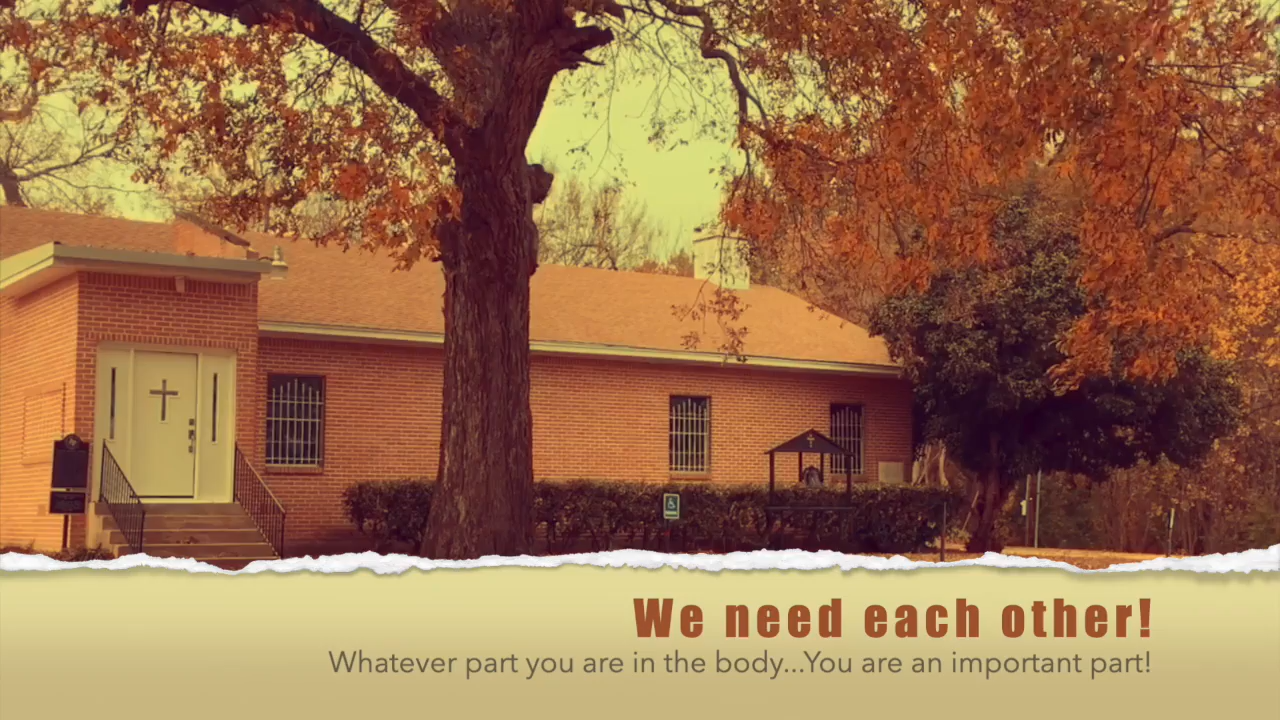 We need each other!
Whatever part you are in the body...You are an important part!